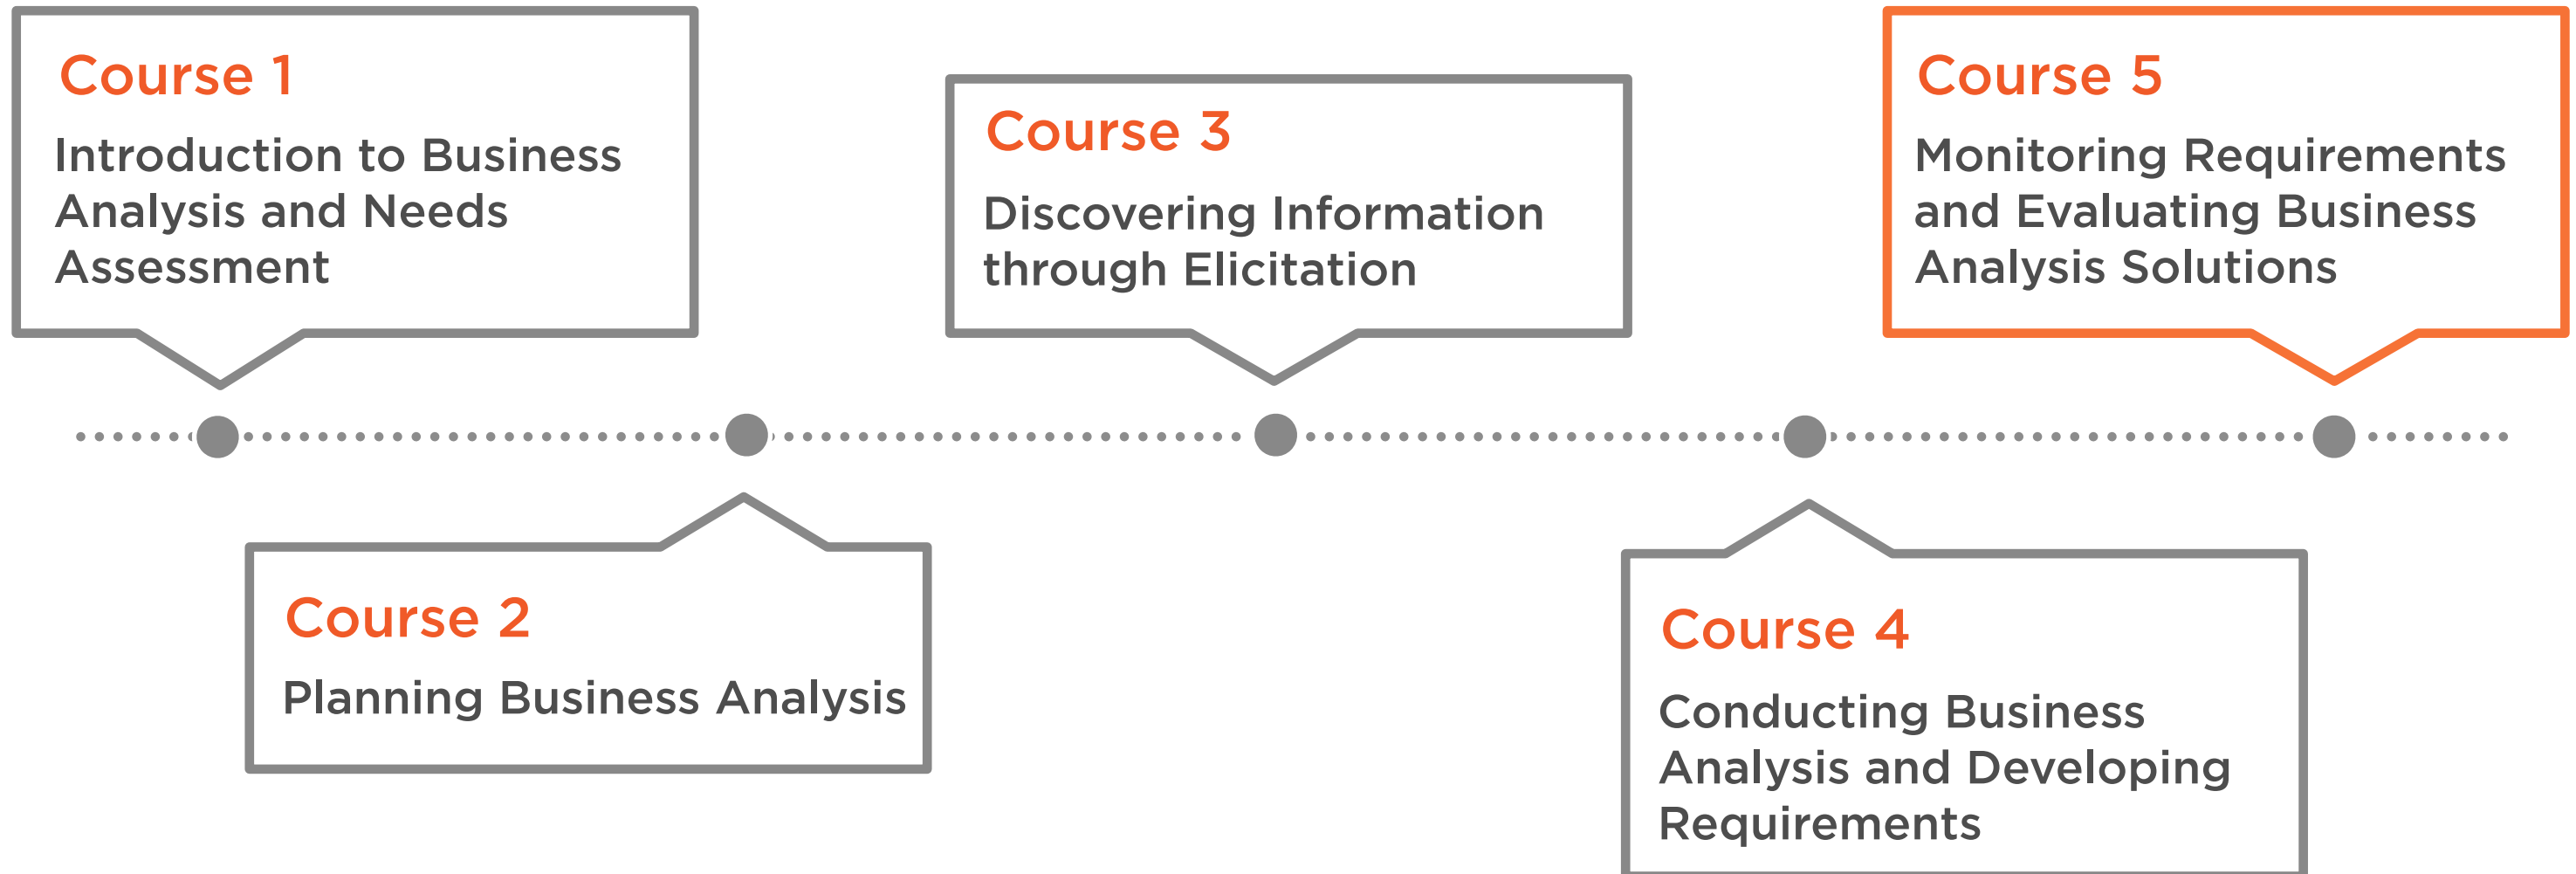 Course 1
Introduction to Business
Analysis and Needs
Assessment
Course 2
Planning Business Analysis
Course 3
Discovering Information
through Elicitation
Course 4
Conducting Business
Analysis and Developing
Requirements
Course 5
Monitoring Requirements
and Evaluating Business
Analysis Solutions